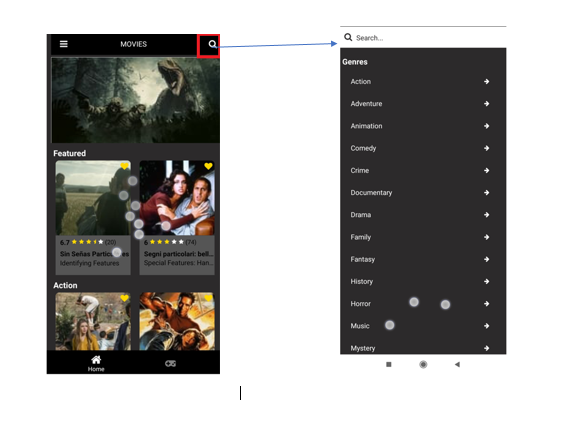 MOVIES
Featured
6.7 (20)
Sin Señas Particulares
Identifying Features
6 (74)
Segni particolari: bell...
Special Features: Han...
Action
Home
Search...
Genres
Action
Adventure
Animation
Comedy
Crime
Documentary
Drama
Family
Fantasy
History
Horror
Music
Mystery